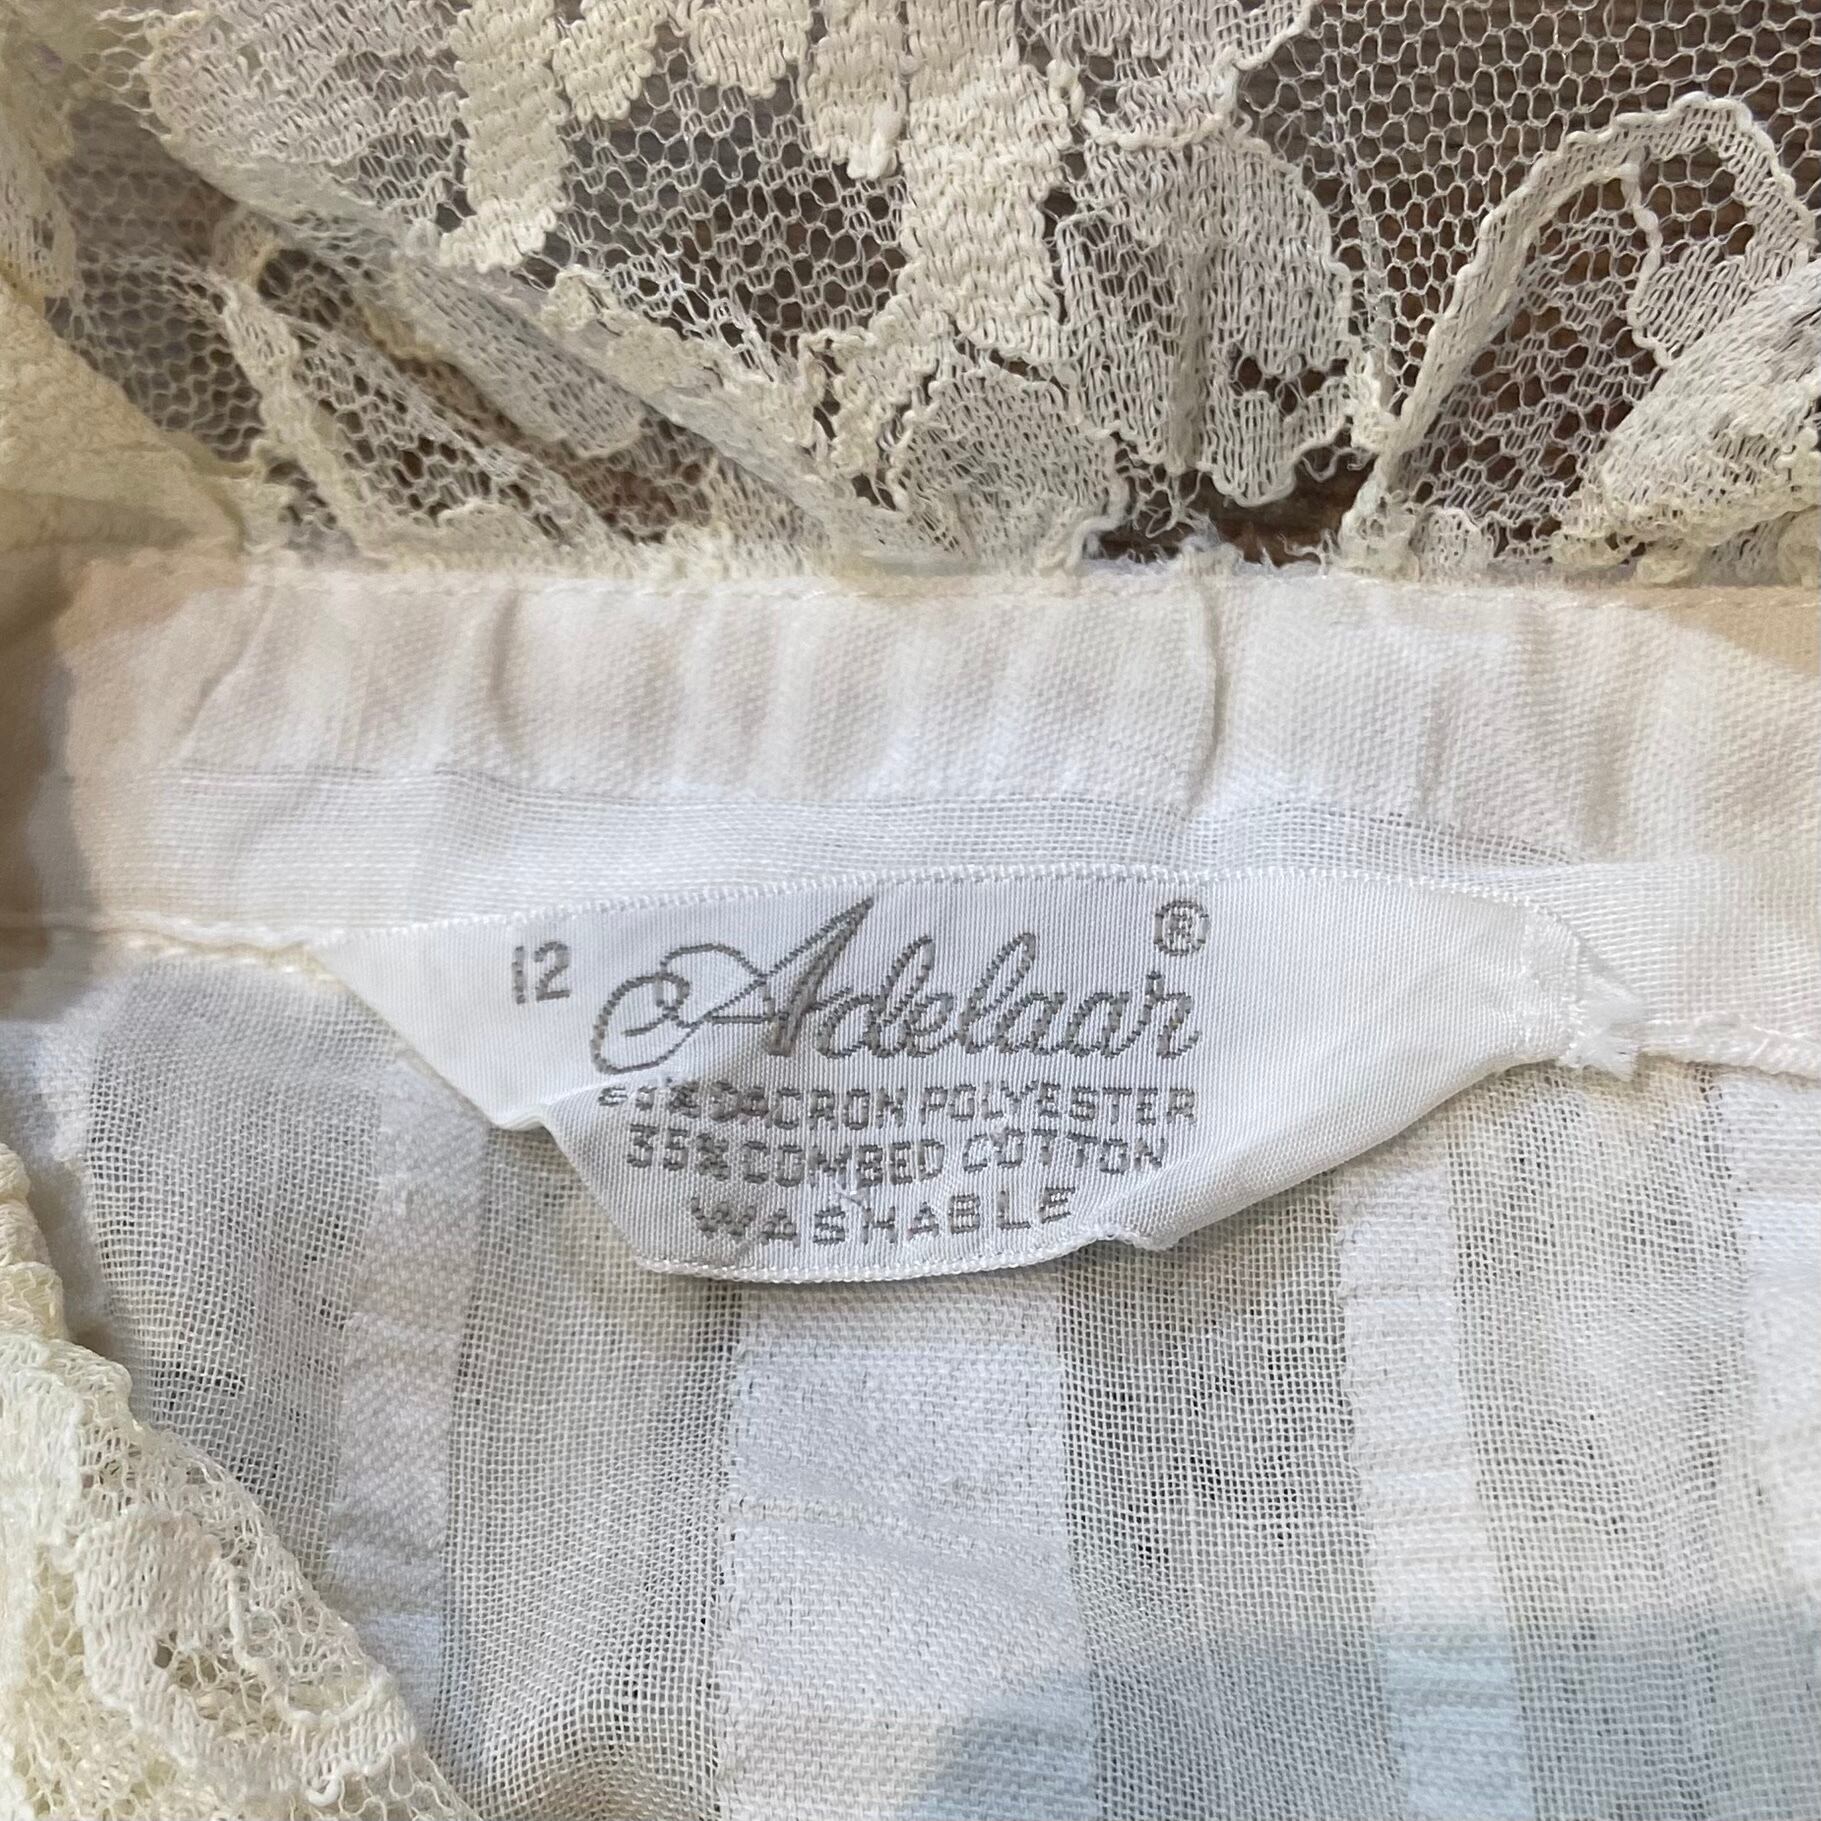 12 Adelaar®
DACRON POLYESTER
35% COMBED COTTON
WASHABLE